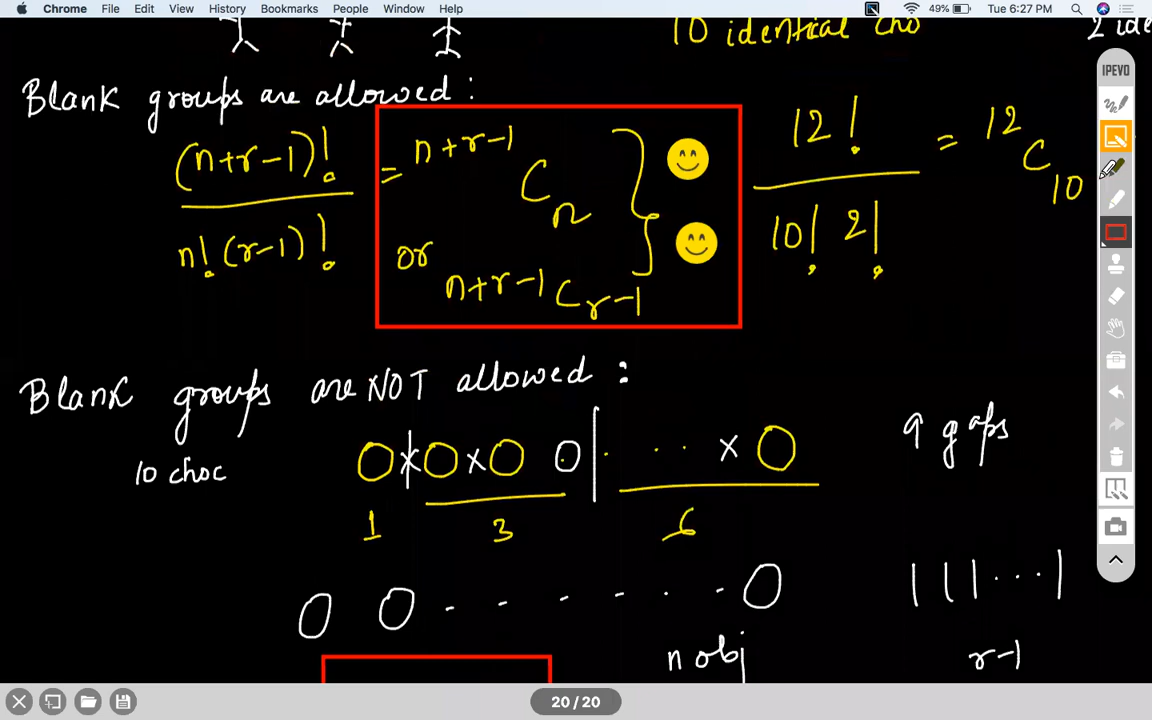 Chrome File Edit View History Bookmarks People Window Help 49% Tue 6:27 PM
10 identical cho 2 ide
IPEVO
Blank groups are allowed :
(n+r-1)! / n! (r-1)! = n+r-1 C n or n+r-1 C r-1
12! / 10! 2! = 12 C 10
Blank groups are NOT allowed :
9 gaps
10 choc O x| O x O O | · · · x O
1 3 6
O O - - - - - - O | | | · · · |
n obj r-1
20 / 20